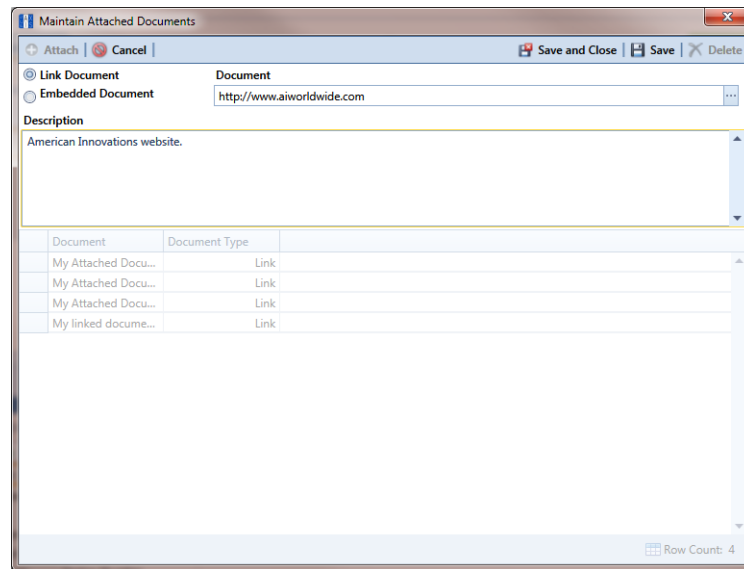 Maintain Attached Documents
Attach | Cancel | Save and Close | Save | Delete
Link Document Document
Embedded Document http://www.aiworldwide.com ...
Description
American Innovations website.
Document Document Type
My Attached Docu... Link
My Attached Docu... Link
My Attached Docu... Link
My linked docume... Link
Row Count: 4